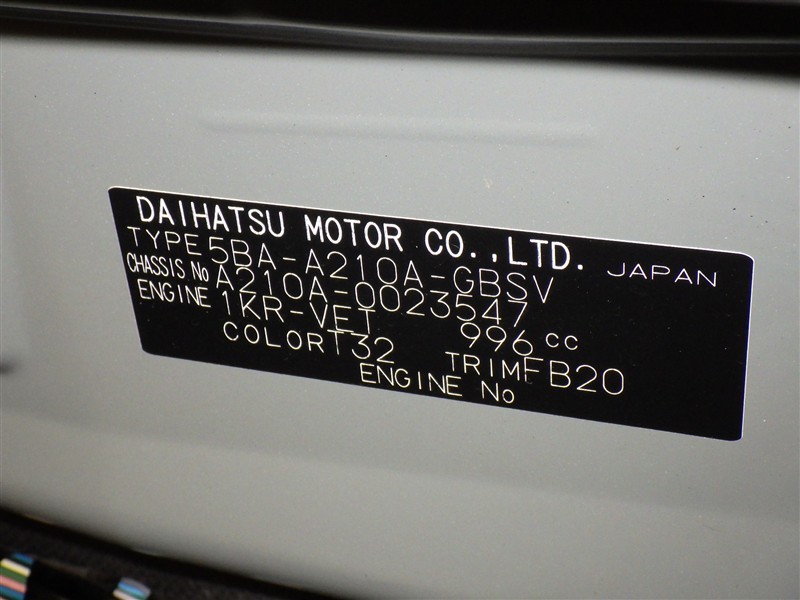 DAIHATSU MOTOR CO.,LTD. JAPAN
TYPE 5BA-A210A-GBSV
CHASSIS No A210A-0023547
ENGINE 1KR-VET 996 cc
COLOR T32 TRIM FB20
ENGINE No